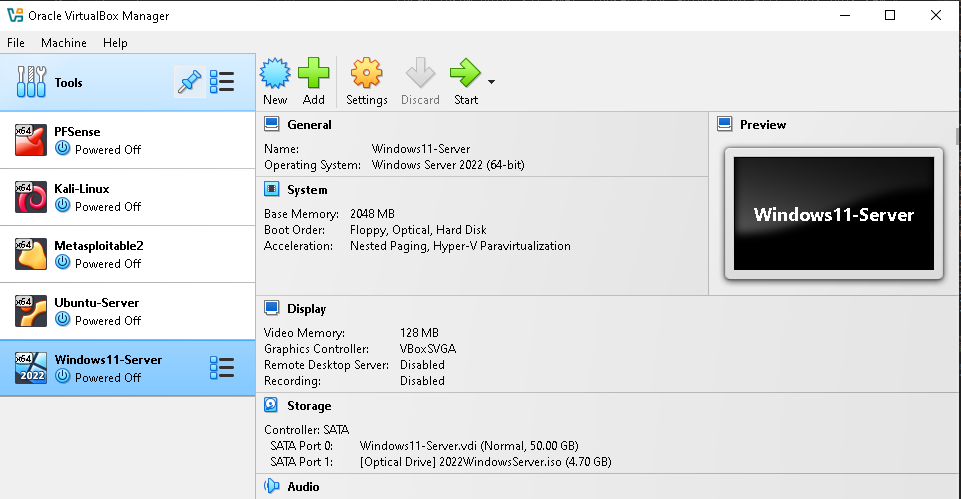 Oracle VirtualBox Manager
File Machine Help
Tools
New Add Settings Discard Start
x64 PFSense
Powered Off
x64 Kali-Linux
Powered Off
x64 Metasploitable2
Powered Off
x64 Ubuntu-Server
Powered Off
x64 2022 Windows11-Server
Powered Off
General
Name: Windows11-Server
Operating System: Windows Server 2022 (64-bit)
System
Base Memory: 2048 MB
Boot Order: Floppy, Optical, Hard Disk
Acceleration: Nested Paging, Hyper-V Paravirtualization
Preview
Windows11-Server
Display
Video Memory: 128 MB
Graphics Controller: VBoxSVGA
Remote Desktop Server: Disabled
Recording: Disabled
Storage
Controller: SATA
SATA Port 0: Windows11-Server.vdi (Normal, 50.00 GB)
SATA Port 1: [Optical Drive] 2022WindowsServer.iso (4.70 GB)
Audio